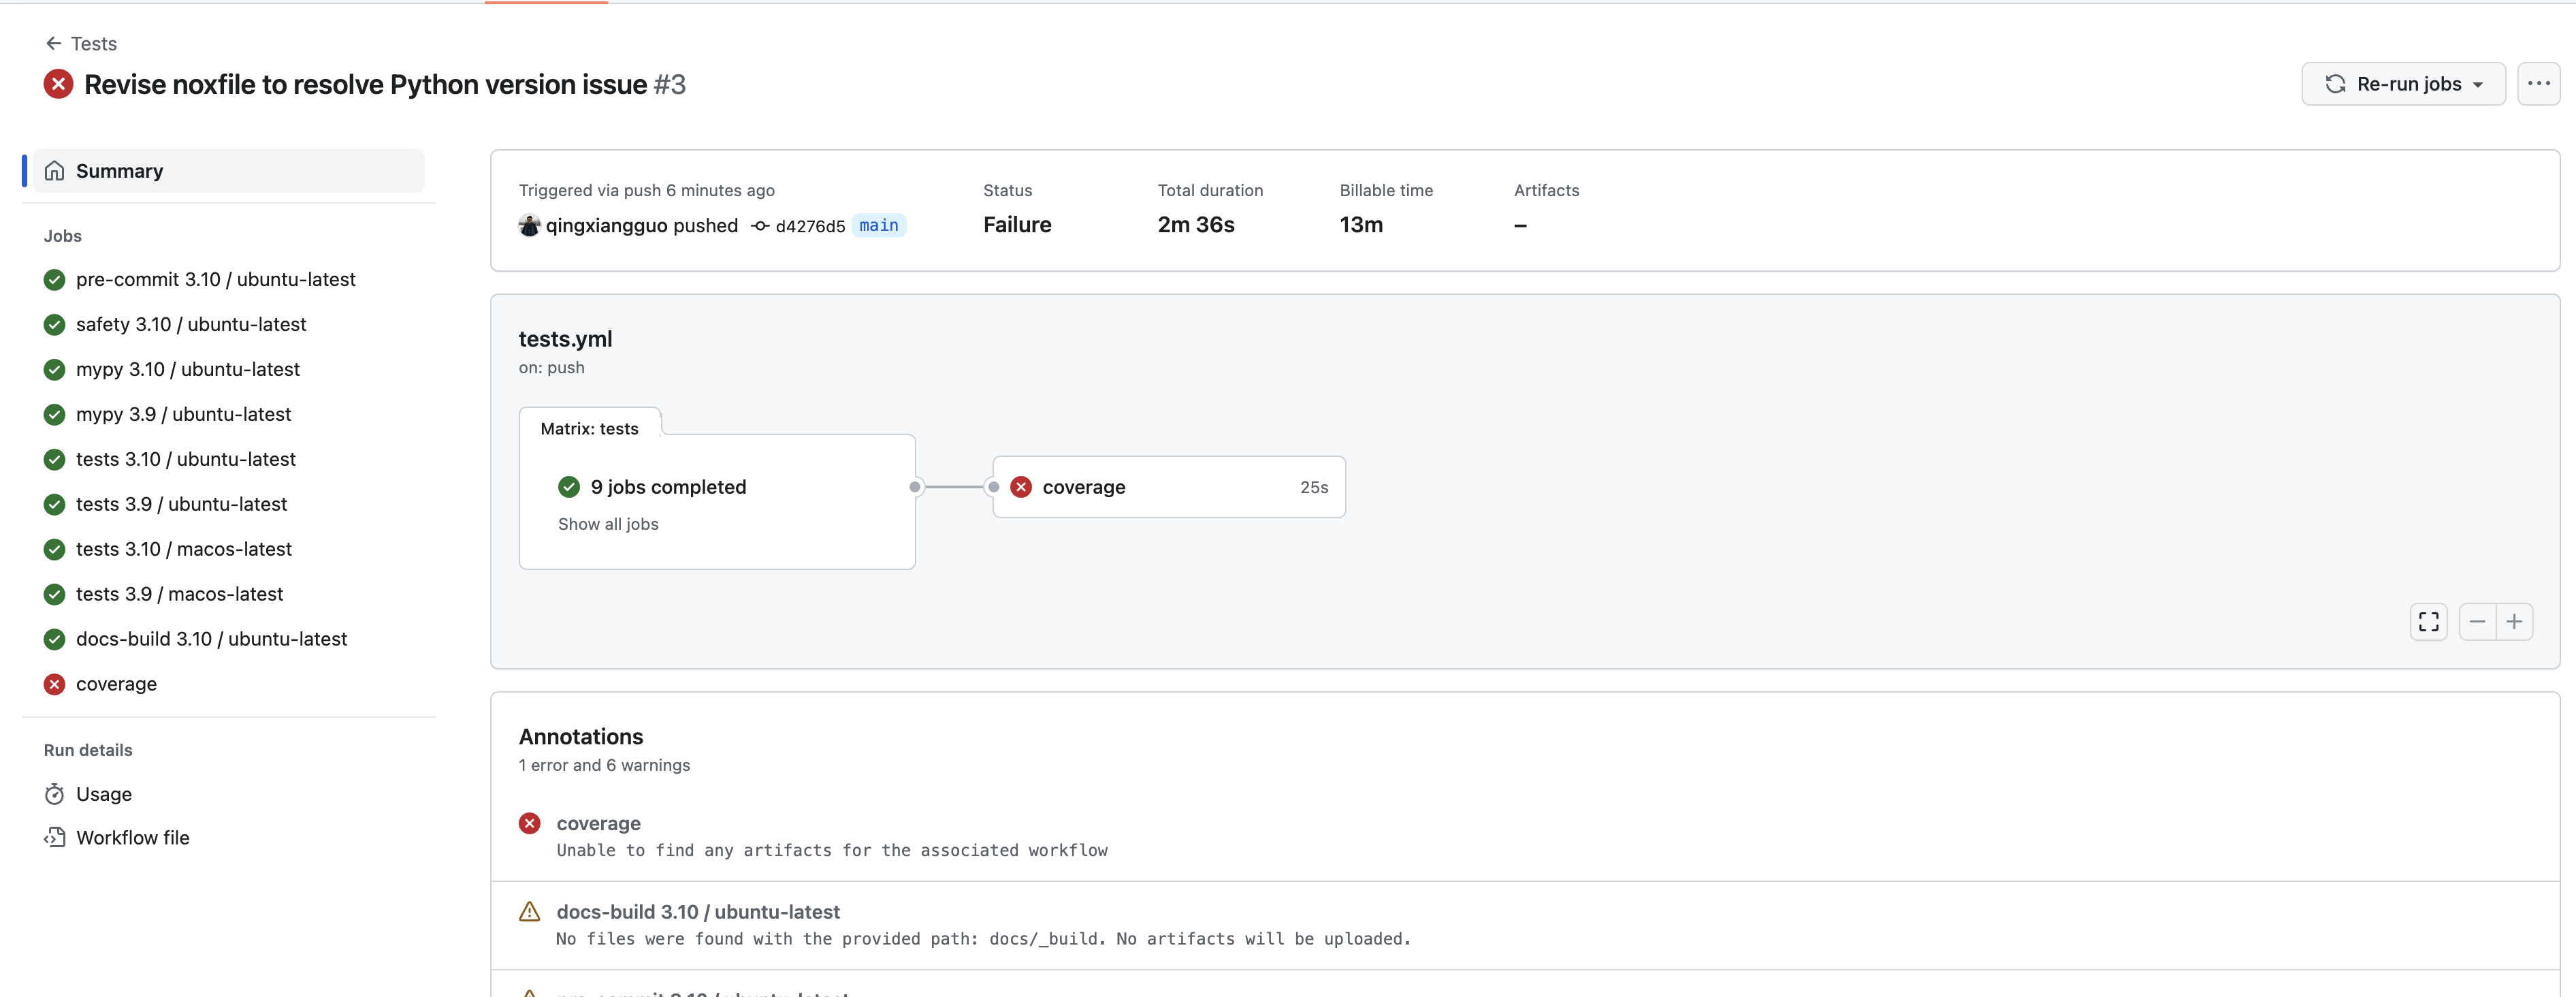 Tests
Revise noxfile to resolve Python version issue #3
Re-run jobs
Summary
Jobs
pre-commit 3.10 / ubuntu-latest
safety 3.10 / ubuntu-latest
mypy 3.10 / ubuntu-latest
mypy 3.9 / ubuntu-latest
tests 3.10 / ubuntu-latest
tests 3.9 / ubuntu-latest
tests 3.10 / macos-latest
tests 3.9 / macos-latest
docs-build 3.10 / ubuntu-latest
coverage
Run details
Usage
Workflow file
Triggered via push 6 minutes ago
qingxiangguo pushed d4276d5 main
Status
Failure
Total duration
2m 36s
Billable time
13m
Artifacts
–
tests.yml
on: push
Matrix: tests
9 jobs completed
Show all jobs
coverage 25s
Annotations
1 error and 6 warnings
coverage
Unable to find any artifacts for the associated workflow
docs-build 3.10 / ubuntu-latest
No files were found with the provided path: docs/_build. No artifacts will be uploaded.
pre-commit 3.10 / ubuntu-latest